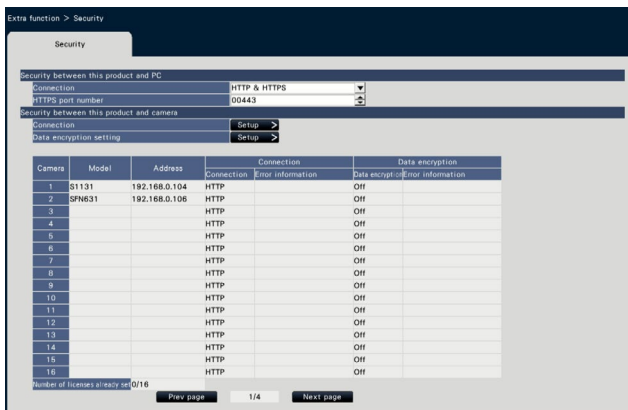 Extra function > Security
Security
Security between this product and PC
Connection HTTP & HTTPS
HTTPS port number 00443
Security between this product and camera
Connection Setup >
Data encryption setting Setup >
Camera Model Address Connection Data encryption
Connection Error information Data encryption Error information
1 S1131 192.168.0.104 HTTP Off
2 SFN631 192.168.0.106 HTTP Off
3 HTTP Off
4 HTTP Off
5 HTTP Off
6 HTTP Off
7 HTTP Off
8 HTTP Off
9 HTTP Off
10 HTTP Off
11 HTTP Off
12 HTTP Off
13 HTTP Off
14 HTTP Off
15 HTTP Off
16 HTTP Off
Number of licenses already set 0/16
Prev page 1/4 Next page